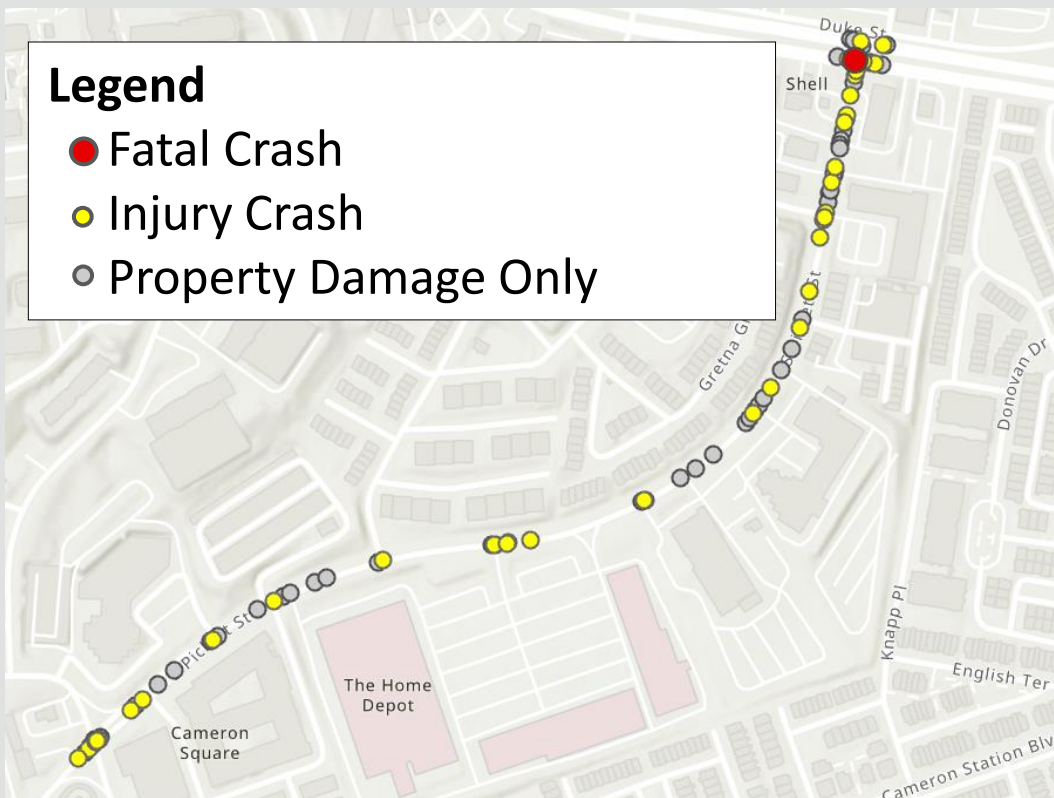 Duke St
Legend
Shell
Fatal Crash
Injury Crash
Property Damage Only
Gretna
Donovan Dr
Pickett St
Knapp Pl
The Home
Depot
English Ter
Cameron
Square
Cameron Station Blv